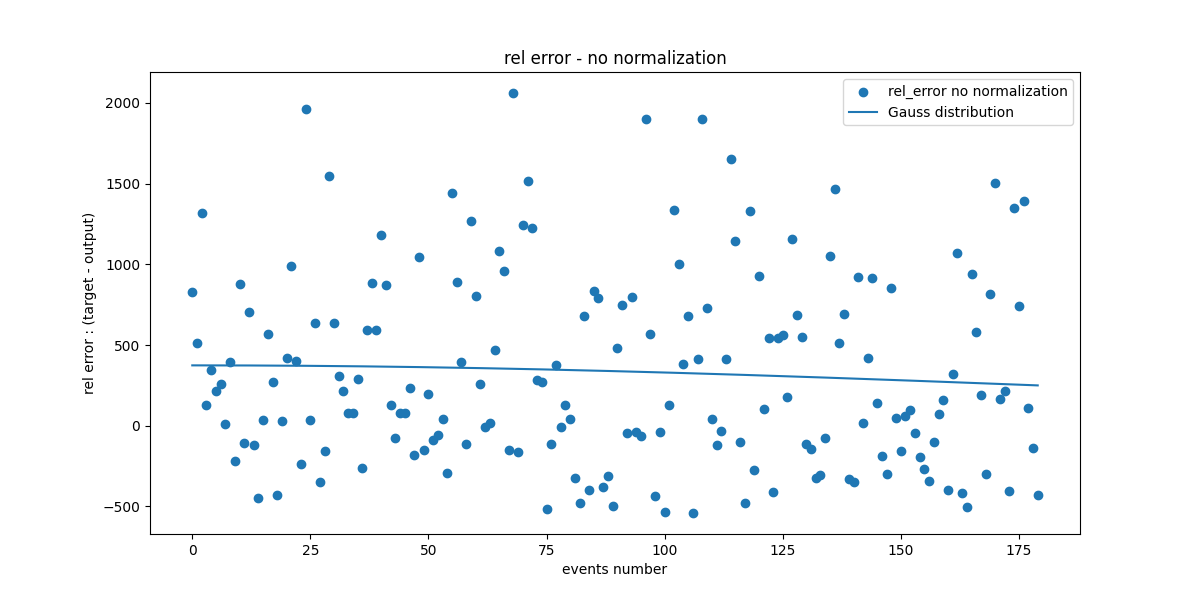 rel error - no normalization
rel_error no normalization
Gauss distribution
rel error : (target - output)
2000
1500
1000
500
0
−500
0 25 50 75 100 125 150 175
events number